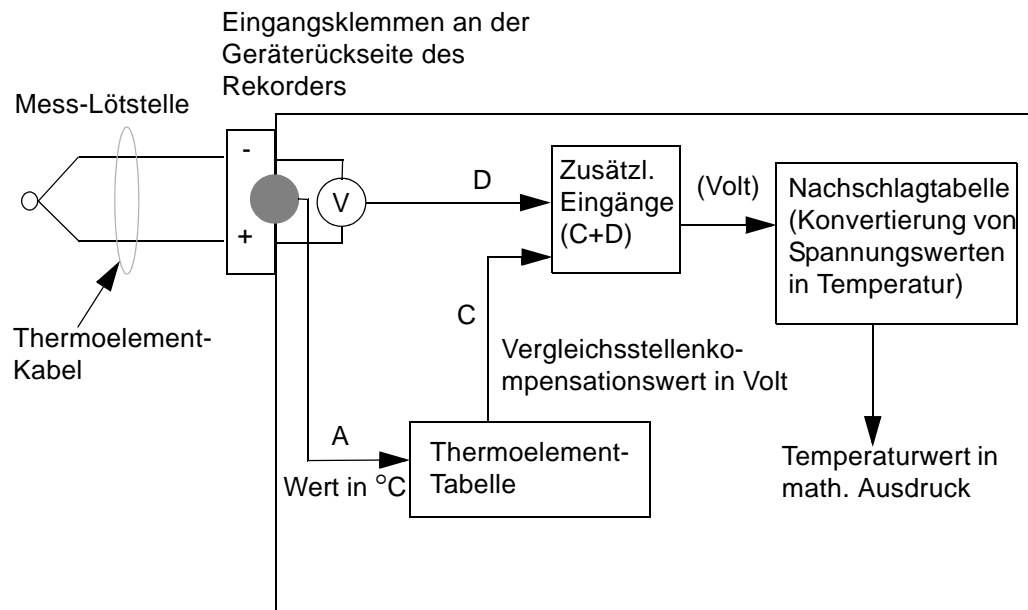 Eingangsklemmen an der
Geräterückseite des
Rekorders
Mess-Lötstelle
-
+
V
D
Zusätzl.
Eingänge
(C+D)
(Volt)
Nachschlagtabelle
(Konvertierung von
Spannungswerten
in Temperatur)
Thermoelement-
Kabel
C
Vergleichsstellenko-
mpensationswert in Volt
A
Wert in °C
Thermoelement-
Tabelle
Temperaturwert in
math. Ausdruck